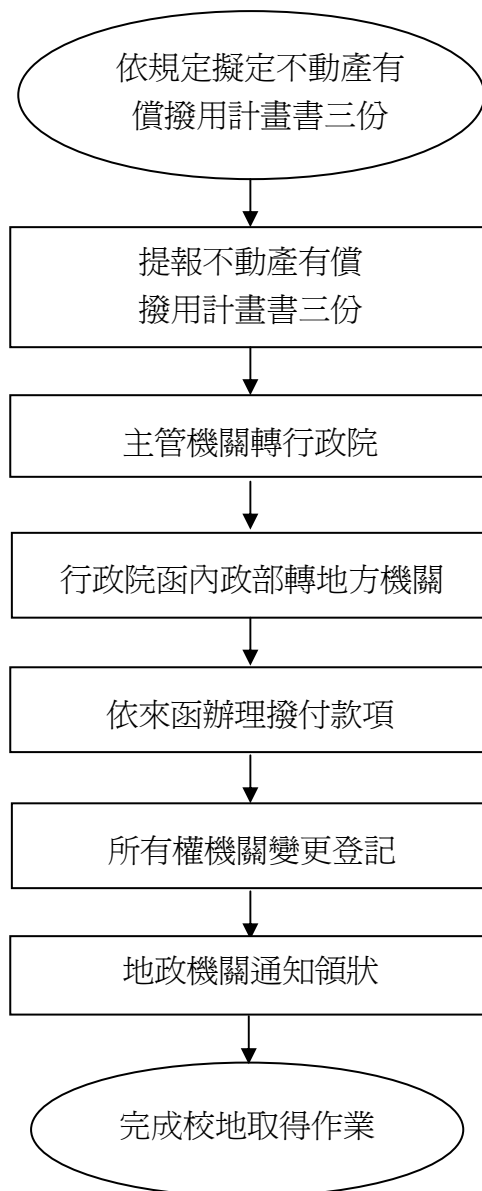 依規定擬定不動產有
償撥用計畫書三份
提報不動產有償
撥用計畫書三份
主管機關轉行政院
行政院函內政部轉地方機關
依來函辦理撥付款項
所有權機關變更登記
地政機關通知領狀
完成校地取得作業